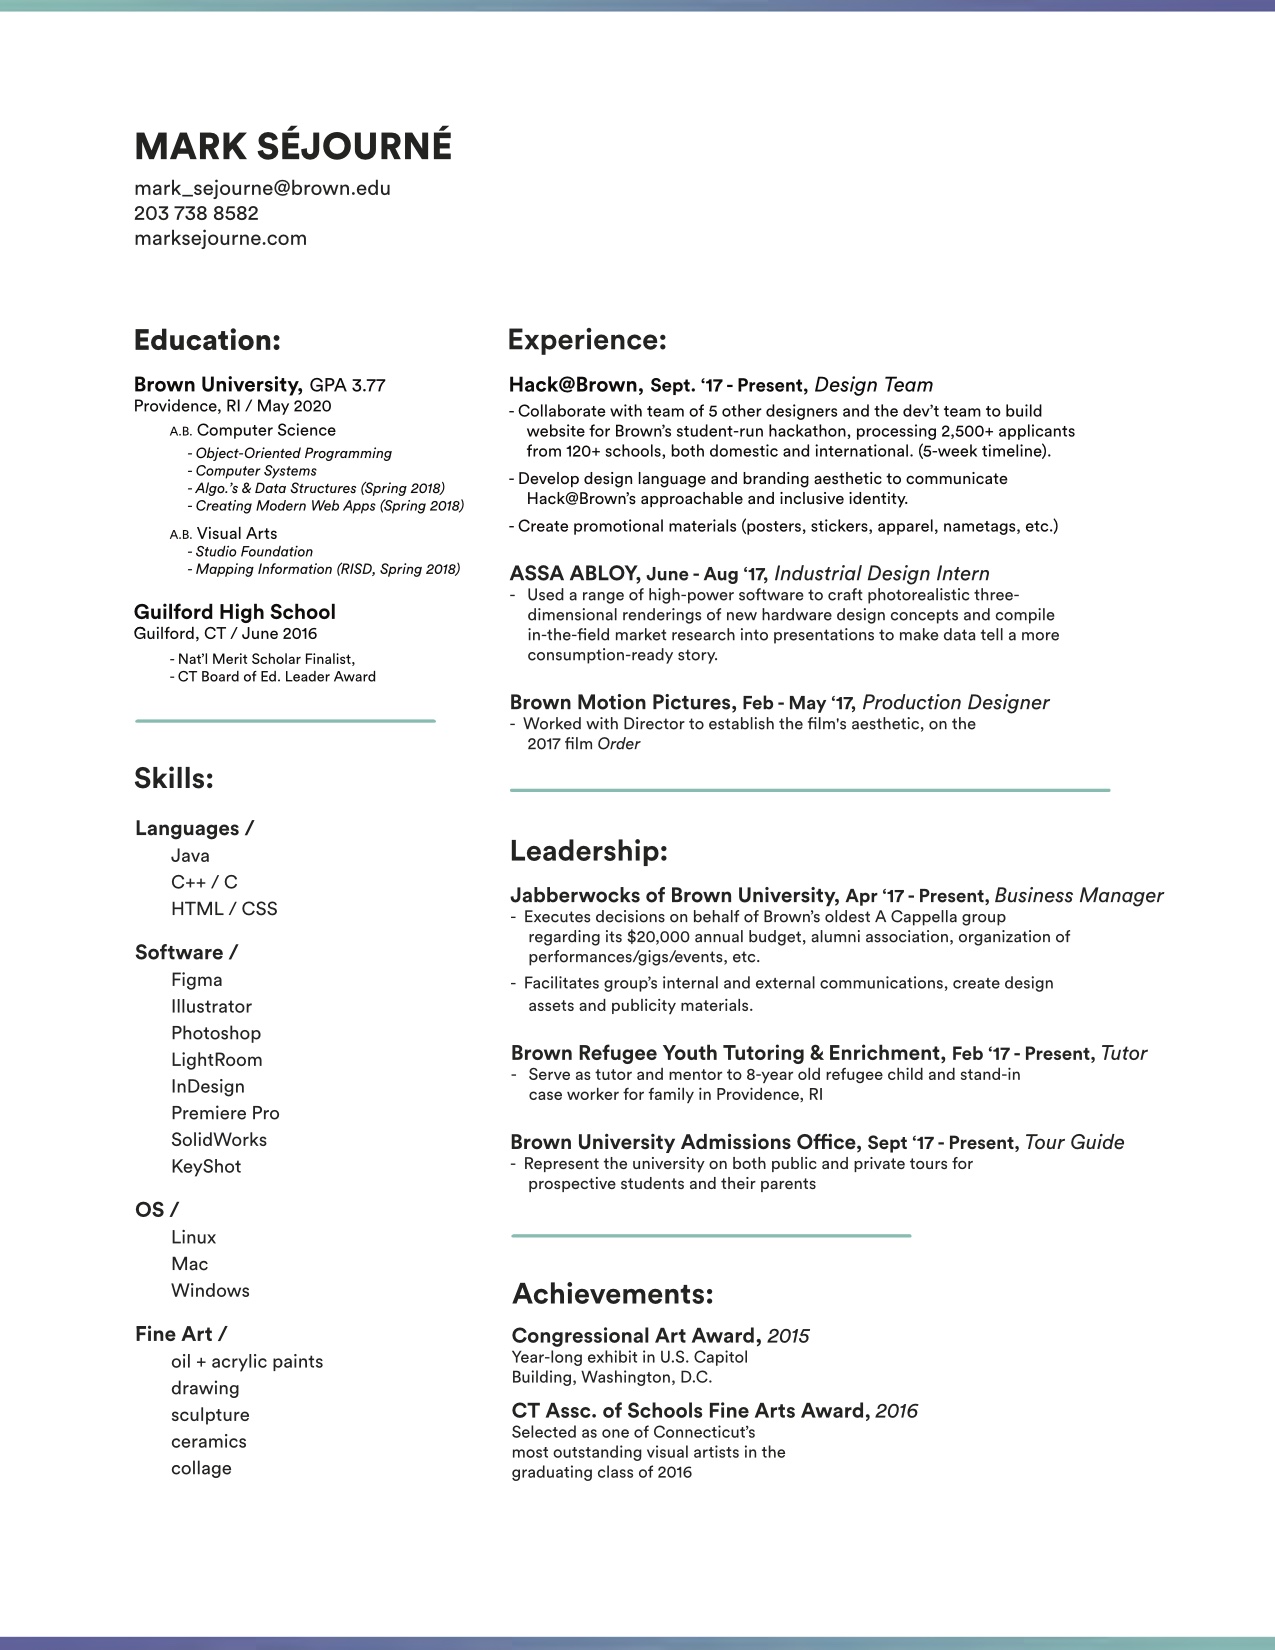 MARK SÉJOURNÉ
mark_sejourne@brown.edu
203 738 8582
marksejourne.com
Education:
Brown University, GPA 3.77
Providence, RI / May 2020
A.B. Computer Science
- Object-Oriented Programming
- Computer Systems
- Algo.'s & Data Structures (Spring 2018)
- Creating Modern Web Apps (Spring 2018)
A.B. Visual Arts
- Studio Foundation
- Mapping Information (RISD, Spring 2018)
Guilford High School
Guilford, CT / June 2016
- Nat'l Merit Scholar Finalist,
- CT Board of Ed. Leader Award
Skills:
Languages /
Java
C++ / C
HTML / CSS
Software /
Figma
Illustrator
Photoshop
LightRoom
InDesign
Premiere Pro
SolidWorks
KeyShot
OS /
Linux
Mac
Windows
Fine Art /
oil + acrylic paints
drawing
sculpture
ceramics
collage
Experience:
Hack@Brown, Sept. ‘17 - Present, Design Team
- Collaborate with team of 5 other designers and the dev’t team to build
website for Brown’s student-run hackathon, processing 2,500+ applicants
from 120+ schools, both domestic and international. (5-week timeline).
- Develop design language and branding aesthetic to communicate
Hack@Brown’s approachable and inclusive identity.
- Create promotional materials (posters, stickers, apparel, nametags, etc.)
ASSA ABLOY, June - Aug ‘17, Industrial Design Intern
- Used a range of high-power software to craft photorealistic three-
dimensional renderings of new hardware design concepts and compile
in-the-field market research into presentations to make data tell a more
consumption-ready story.
Brown Motion Pictures, Feb - May ‘17, Production Designer
- Worked with Director to establish the film's aesthetic, on the
2017 film Order
Leadership:
Jabberwocks of Brown University, Apr ‘17 - Present, Business Manager
- Executes decisions on behalf of Brown’s oldest A Cappella group
regarding its $20,000 annual budget, alumni association, organization of
performances/gigs/events, etc.
- Facilitates group’s internal and external communications, create design
assets and publicity materials.
Brown Refugee Youth Tutoring & Enrichment, Feb ‘17 - Present, Tutor
- Serve as tutor and mentor to 8-year old refugee child and stand-in
case worker for family in Providence, RI
Brown University Admissions Office, Sept ‘17 - Present, Tour Guide
- Represent the university on both public and private tours for
prospective students and their parents
Achievements:
Congressional Art Award, 2015
Year-long exhibit in U.S. Capitol
Building, Washington, D.C.
CT Assc. of Schools Fine Arts Award, 2016
Selected as one of Connecticut’s
most outstanding visual artists in the
graduating class of 2016